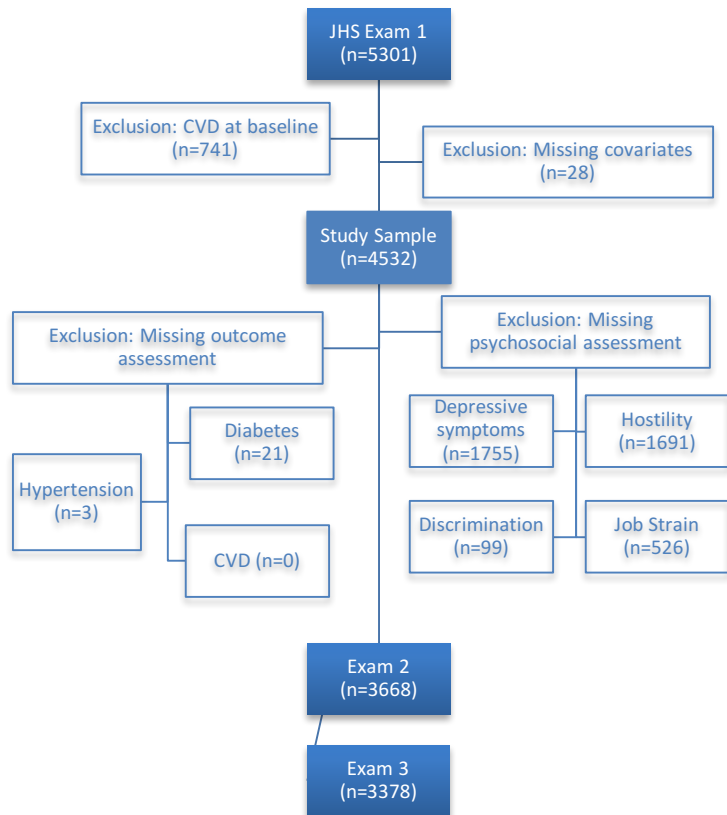 JHS Exam 1
(n=5301)
Exclusion: CVD at baseline
(n=741)
Exclusion: Missing covariates
(n=28)
Study Sample
(n=4532)
Exclusion: Missing outcome
assessment
Exclusion: Missing
psychosocial assessment
Diabetes
(n=21)
Hypertension
(n=3)
CVD (n=0)
Depressive
symptoms
(n=1755)
Hostility
(n=1691)
Discrimination
(n=99)
Job Strain
(n=526)
Exam 2
(n=3668)
Exam 3
(n=3378)